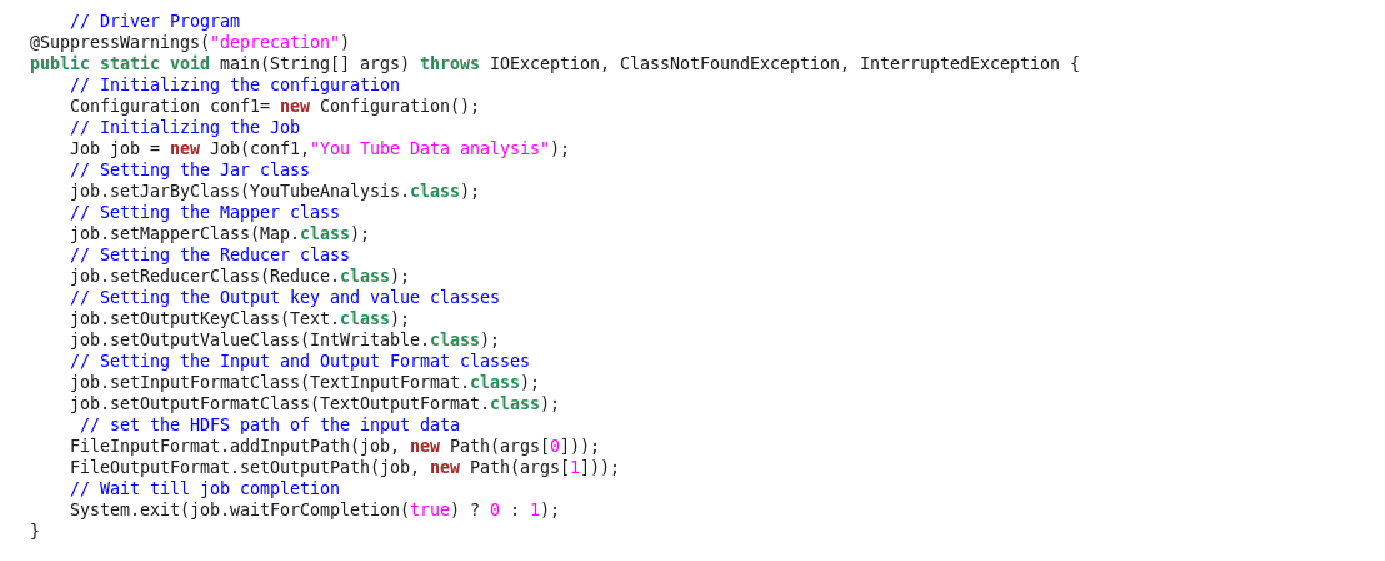 // Driver Program
@SuppressWarnings("deprecation")
public static void main(String[] args) throws IOException, ClassNotFoundException, InterruptedException {
// Initializing the configuration
Configuration conf1= new Configuration();
// Initializing the Job
Job job = new Job(conf1,"You Tube Data analysis");
// Setting the Jar class
job.setJarByClass(YouTubeAnalysis.class);
// Setting the Mapper class
job.setMapperClass(Map.class);
// Setting the Reducer class
job.setReducerClass(Reduce.class);
// Setting the Output key and value classes
job.setOutputKeyClass(Text.class);
job.setOutputValueClass(IntWritable.class);
// Setting the Input and Output Format classes
job.setInputFormatClass(TextInputFormat.class);
job.setOutputFormatClass(TextOutputFormat.class);
// set the HDFS path of the input data
FileInputFormat.addInputPath(job, new Path(args[0]));
FileOutputFormat.setOutputPath(job, new Path(args[1]));
// Wait till job completion
System.exit(job.waitForCompletion(true) ? 0 : 1);
}